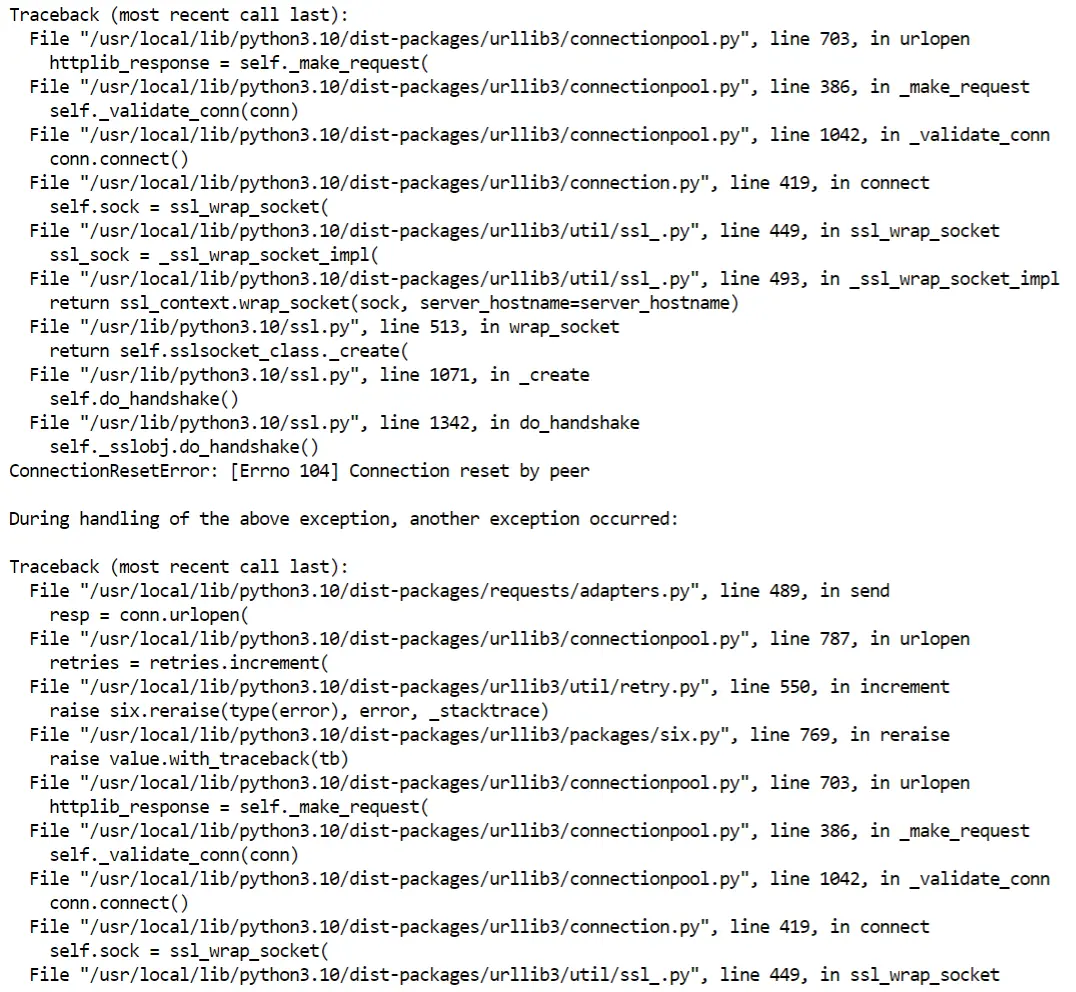 Traceback (most recent call last):
  File "/usr/local/lib/python3.10/dist-packages/urllib3/connectionpool.py", line 703, in urlopen
    httplib_response = self._make_request(
  File "/usr/local/lib/python3.10/dist-packages/urllib3/connectionpool.py", line 386, in _make_request
    self._validate_conn(conn)
  File "/usr/local/lib/python3.10/dist-packages/urllib3/connectionpool.py", line 1042, in _validate_conn
    conn.connect()
  File "/usr/local/lib/python3.10/dist-packages/urllib3/connection.py", line 419, in connect
    self.sock = ssl_wrap_socket(
  File "/usr/local/lib/python3.10/dist-packages/urllib3/util/ssl_.py", line 449, in ssl_wrap_socket
    ssl_sock = _ssl_wrap_socket_impl(
  File "/usr/local/lib/python3.10/dist-packages/urllib3/util/ssl_.py", line 493, in _ssl_wrap_socket_impl
    return ssl_context.wrap_socket(sock, server_hostname=server_hostname)
  File "/usr/lib/python3.10/ssl.py", line 513, in wrap_socket
    return self.sslsocket_class._create(
  File "/usr/lib/python3.10/ssl.py", line 1071, in _create
    self.do_handshake()
  File "/usr/lib/python3.10/ssl.py", line 1342, in do_handshake
    self._sslobj.do_handshake()
ConnectionResetError: [Errno 104] Connection reset by peer

During handling of the above exception, another exception occurred:

Traceback (most recent call last):
  File "/usr/local/lib/python3.10/dist-packages/requests/adapters.py", line 489, in send
    resp = conn.urlopen(
  File "/usr/local/lib/python3.10/dist-packages/urllib3/connectionpool.py", line 787, in urlopen
    retries = retries.increment(
  File "/usr/local/lib/python3.10/dist-packages/urllib3/util/retry.py", line 550, in increment
    raise six.reraise(type(error), error, _stacktrace)
  File "/usr/local/lib/python3.10/dist-packages/urllib3/packages/six.py", line 769, in reraise
    raise value.with_traceback(tb)
  File "/usr/local/lib/python3.10/dist-packages/urllib3/connectionpool.py", line 703, in urlopen
    httplib_response = self._make_request(
  File "/usr/local/lib/python3.10/dist-packages/urllib3/connectionpool.py", line 386, in _make_request
    self._validate_conn(conn)
  File "/usr/local/lib/python3.10/dist-packages/urllib3/connectionpool.py", line 1042, in _validate_conn
    conn.connect()
  File "/usr/local/lib/python3.10/dist-packages/urllib3/connection.py", line 419, in connect
    self.sock = ssl_wrap_socket(
  File "/usr/local/lib/python3.10/dist-packages/urllib3/util/ssl_.py", line 449, in ssl_wrap_socket